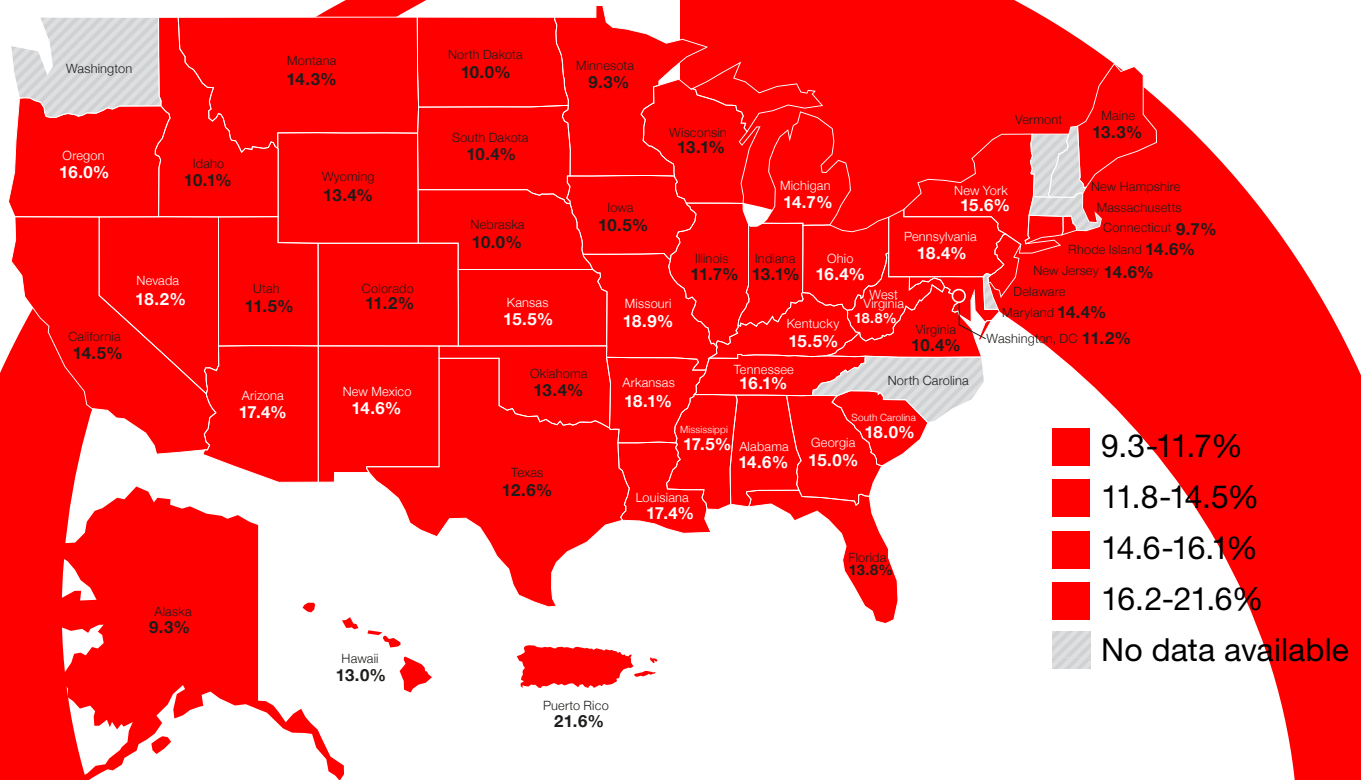 Washington
Montana
14.3%
North Dakota
10.0%
Minnesota
9.3%
Oregon
16.0%
Idaho
10.1%
Wyoming
13.4%
South Dakota
10.4%
Wisconsin
13.1%
Michigan
14.7%
New York
15.6%
Vermont
Maine
13.3%
New Hampshire
Massachusetts
Connecticut 9.7%
Rhode Island 14.6%
New Jersey 14.6%
Delaware
Maryland 14.4%
Washington, DC 11.2%
Nevada
18.2%
Utah
11.5%
Colorado
11.2%
Nebraska
10.0%
Iowa
10.5%
Illinois
11.7%
Indiana
13.1%
Ohio
16.4%
Pennsylvania
18.4%
California
14.5%
Kansas
15.5%
Missouri
18.9%
Kentucky
15.5%
West
Virginia
18.8%
Virginia
10.4%
Arizona
17.4%
New Mexico
14.6%
Oklahoma
13.4%
Arkansas
18.1%
Tennessee
16.1%
North Carolina
Texas
12.6%
Louisiana
17.4%
Mississippi
17.5%
Alabama
14.6%
Georgia
15.0%
South Carolina
18.0%
Florida
13.8%
Alaska
9.3%
Hawaii
13.0%
Puerto Rico
21.6%
9.3-11.7%
11.8-14.5%
14.6-16.1%
16.2-21.6%
No data available